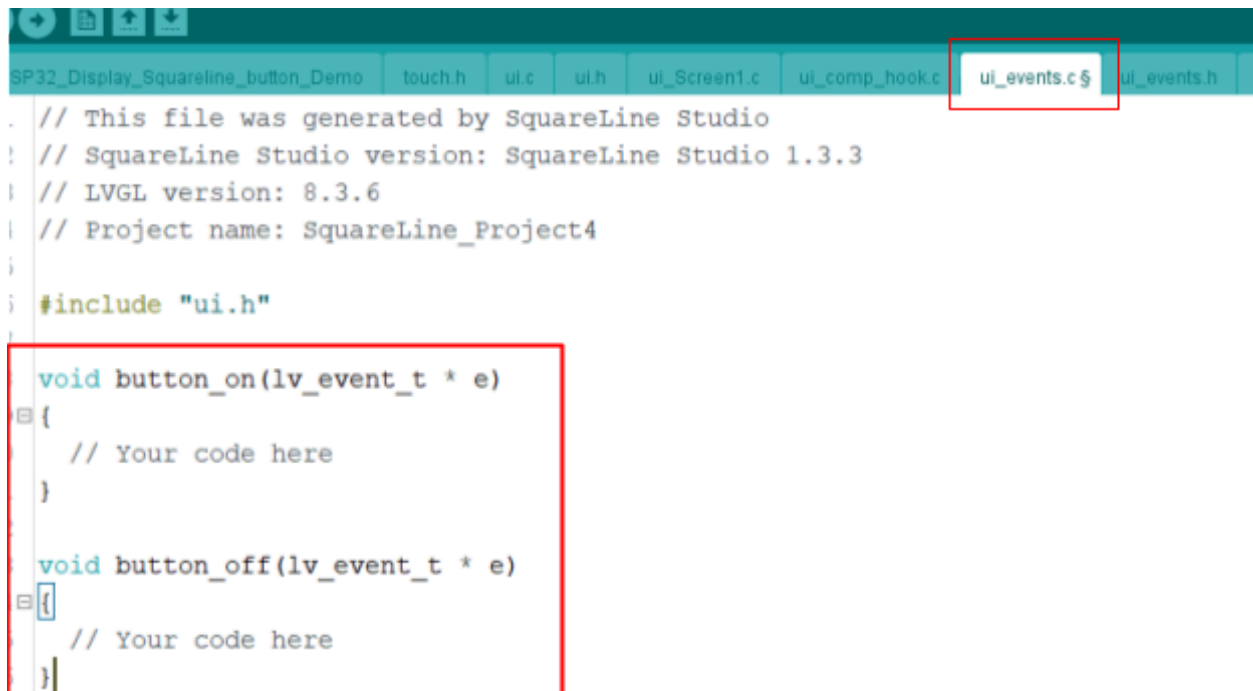 SP32_Display_Squareline_button_Demo touch.h ui.c ui.h ui_Screen1.c ui_comp_hook.c ui_events.c § ui_events.h
// This file was generated by SquareLine Studio
// SquareLine Studio version: SquareLine Studio 1.3.3
// LVGL version: 8.3.6
// Project name: SquareLine_Project4
#include "ui.h"
void button_on(lv_event_t * e)
{
// Your code here
}
void button_off(lv_event_t * e)
{
// Your code here
}